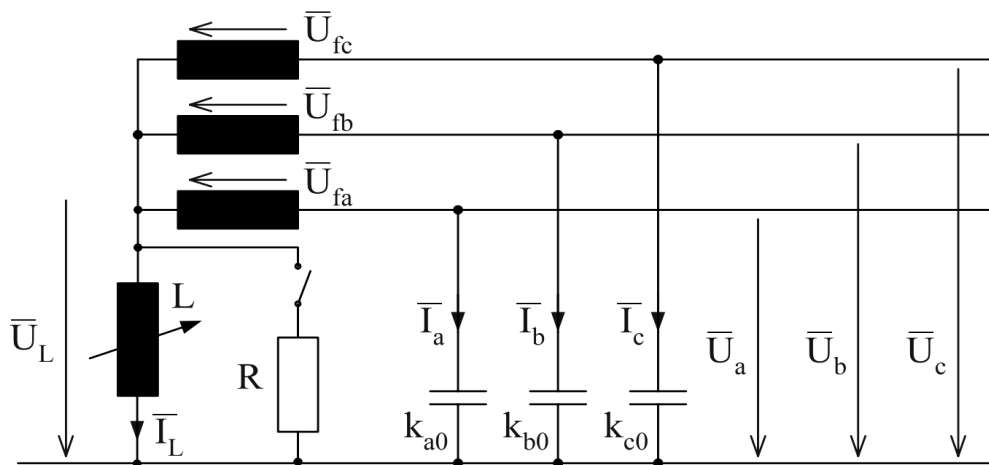 U̅fc
U̅fb
U̅fa
L
U̅L
R
I̅L
I̅a
I̅b
I̅c
ka0
kb0
kc0
U̅a
U̅b
U̅c